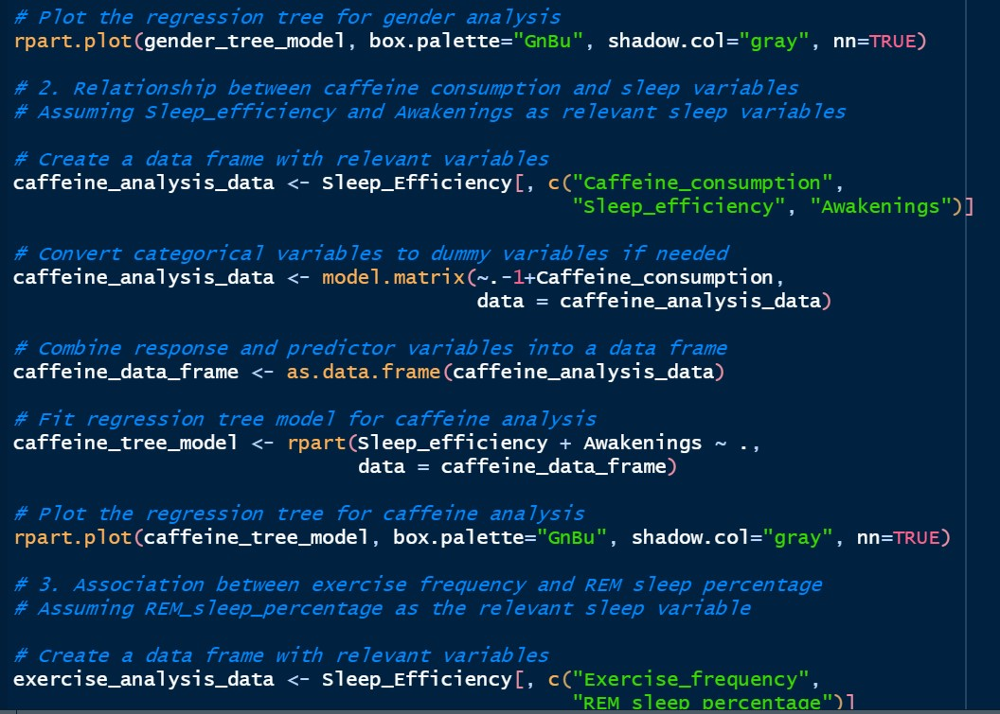 # Plot the regression tree for gender analysis
rpart.plot(gender_tree_model, box.palette="GnBu", shadow.col="gray", nn=TRUE)
# 2. Relationship between caffeine consumption and sleep variables
# Assuming Sleep_efficiency and Awakenings as relevant sleep variables
# Create a data frame with relevant variables
caffeine_analysis_data <- Sleep_Efficiency[, c("Caffeine_consumption",
"Sleep_efficiency", "Awakenings")]
# Convert categorical variables to dummy variables if needed
caffeine_analysis_data <- model.matrix(~.-1+Caffeine_consumption,
data = caffeine_analysis_data)
# Combine response and predictor variables into a data frame
caffeine_data_frame <- as.data.frame(caffeine_analysis_data)
# Fit regression tree model for caffeine analysis
caffeine_tree_model <- rpart(Sleep_efficiency + Awakenings ~ .,
data = caffeine_data_frame)
# Plot the regression tree for caffeine analysis
rpart.plot(caffeine_tree_model, box.palette="GnBu", shadow.col="gray", nn=TRUE)
# 3. Association between exercise frequency and REM sleep percentage
# Assuming REM_sleep_percentage as the relevant sleep variable
# Create a data frame with relevant variables
exercise_analysis_data <- Sleep_Efficiency[, c("Exercise_frequency",
"REM_sleep_percentage")]